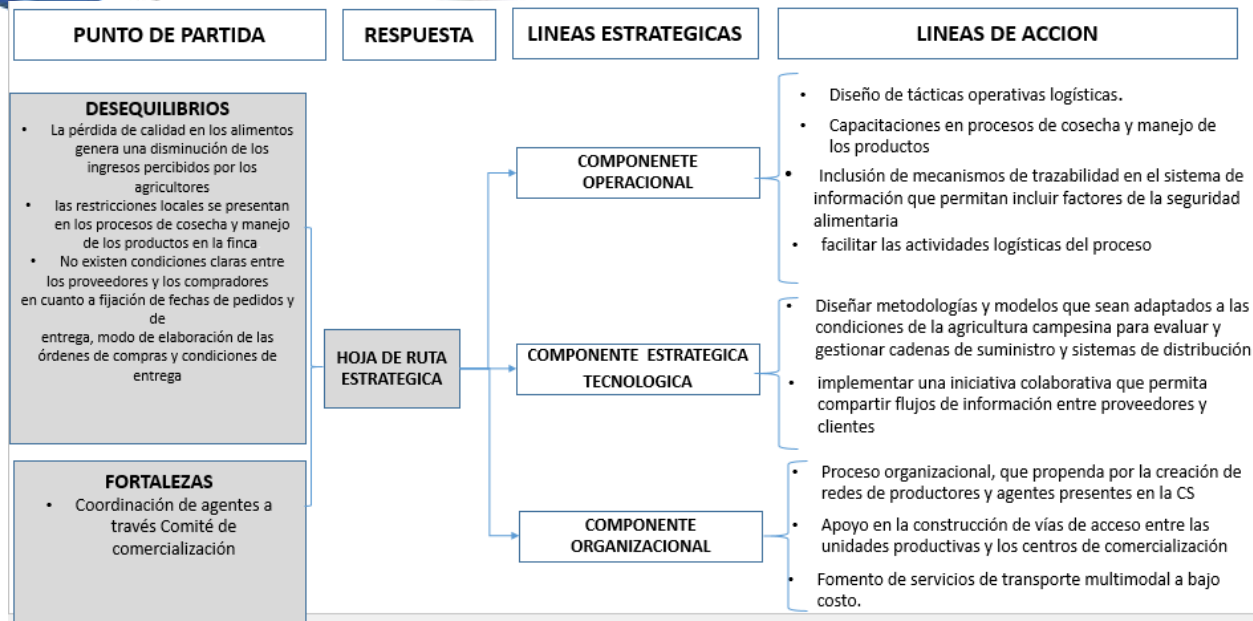 PUNTO DE PARTIDA
RESPUESTA
LINEAS ESTRATEGICAS
LINEAS DE ACCION
DESEQUILIBRIOS
• La pérdida de calidad en los alimentos
genera una disminución de los
ingresos percibidos por los
agricultores
• las restricciones locales se presentan
en los procesos de cosecha y manejo
de los productos en la finca
• No existen condiciones claras entre
los proveedores y los compradores
en cuanto a fijación de fechas de pedidos y
de
entrega, modo de elaboración de las
órdenes de compras y condiciones de
entrega
FORTALEZAS
• Coordinación de agentes a
través Comité de
comercialización
HOJA DE RUTA
ESTRATEGICA
COMPONENETE
OPERACIONAL
COMPONENTE ESTRATEGICA
TECNOLOGICA
COMPONENTE
ORGANIZACIONAL
• Diseño de tácticas operativas logísticas.
• Capacitaciones en procesos de cosecha y manejo de
los productos
• Inclusión de mecanismos de trazabilidad en el sistema de
información que permitan incluir factores de la seguridad
alimentaria
• facilitar las actividades logísticas del proceso
• Diseñar metodologías y modelos que sean adaptados a las
condiciones de la agricultura campesina para evaluar y
gestionar cadenas de suministro y sistemas de distribución
• implementar una iniciativa colaborativa que permita
compartir flujos de información entre proveedores y
clientes
• Proceso organizacional, que propenda por la creación de
redes de productores y agentes presentes en la CS
• Apoyo en la construcción de vías de acceso entre las
unidades productivas y los centros de comercialización
• Fomento de servicios de transporte multimodal a bajo
costo.